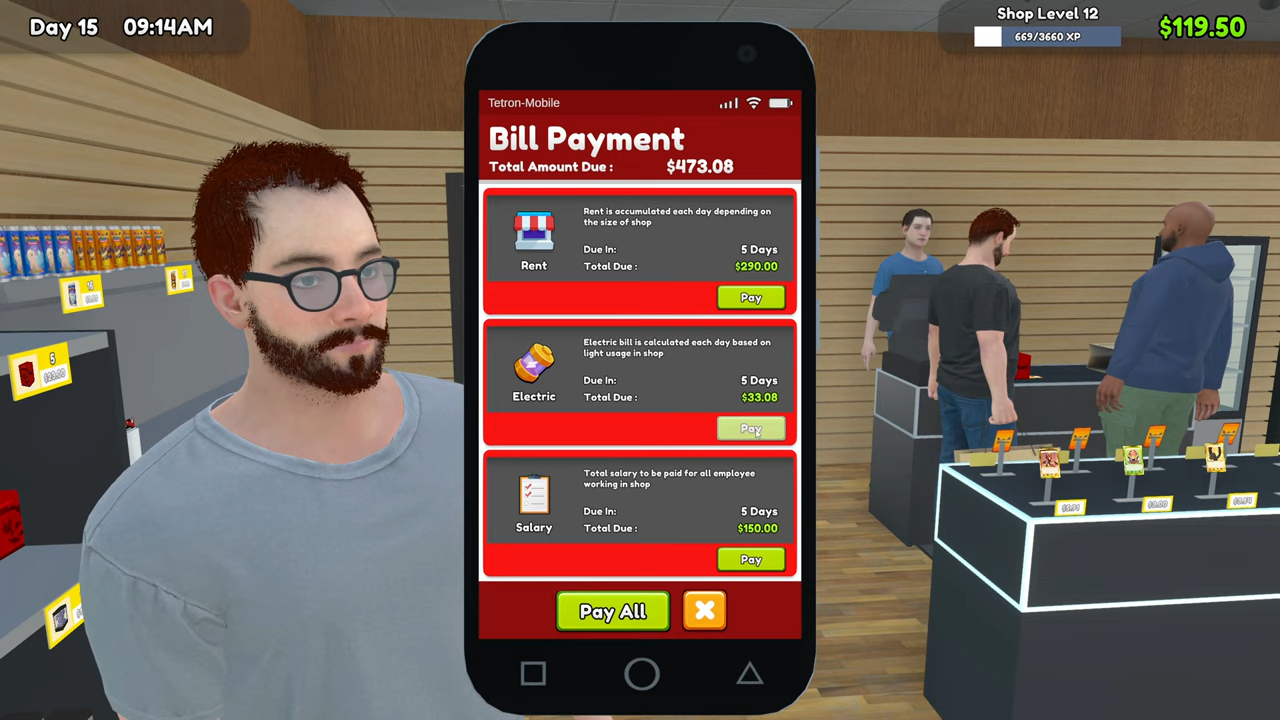 Day 15 09:14AM
Shop Level 12
669/3660 XP
$119.50
Tetron-Mobile
Bill Payment
Total Amount Due : $473.08
Rent is accumulated each day depending on
the size of shop
Due In: 5 Days
Total Due : $290.00
Rent
Pay
Electric bill is calculated each day based on
light usage in shop
Due In: 5 Days
Total Due : $33.08
Electric
Pay
Total salary to be paid for all employee
working in shop
Due In: 5 Days
Total Due : $150.00
Salary
Pay
Pay All
16
5